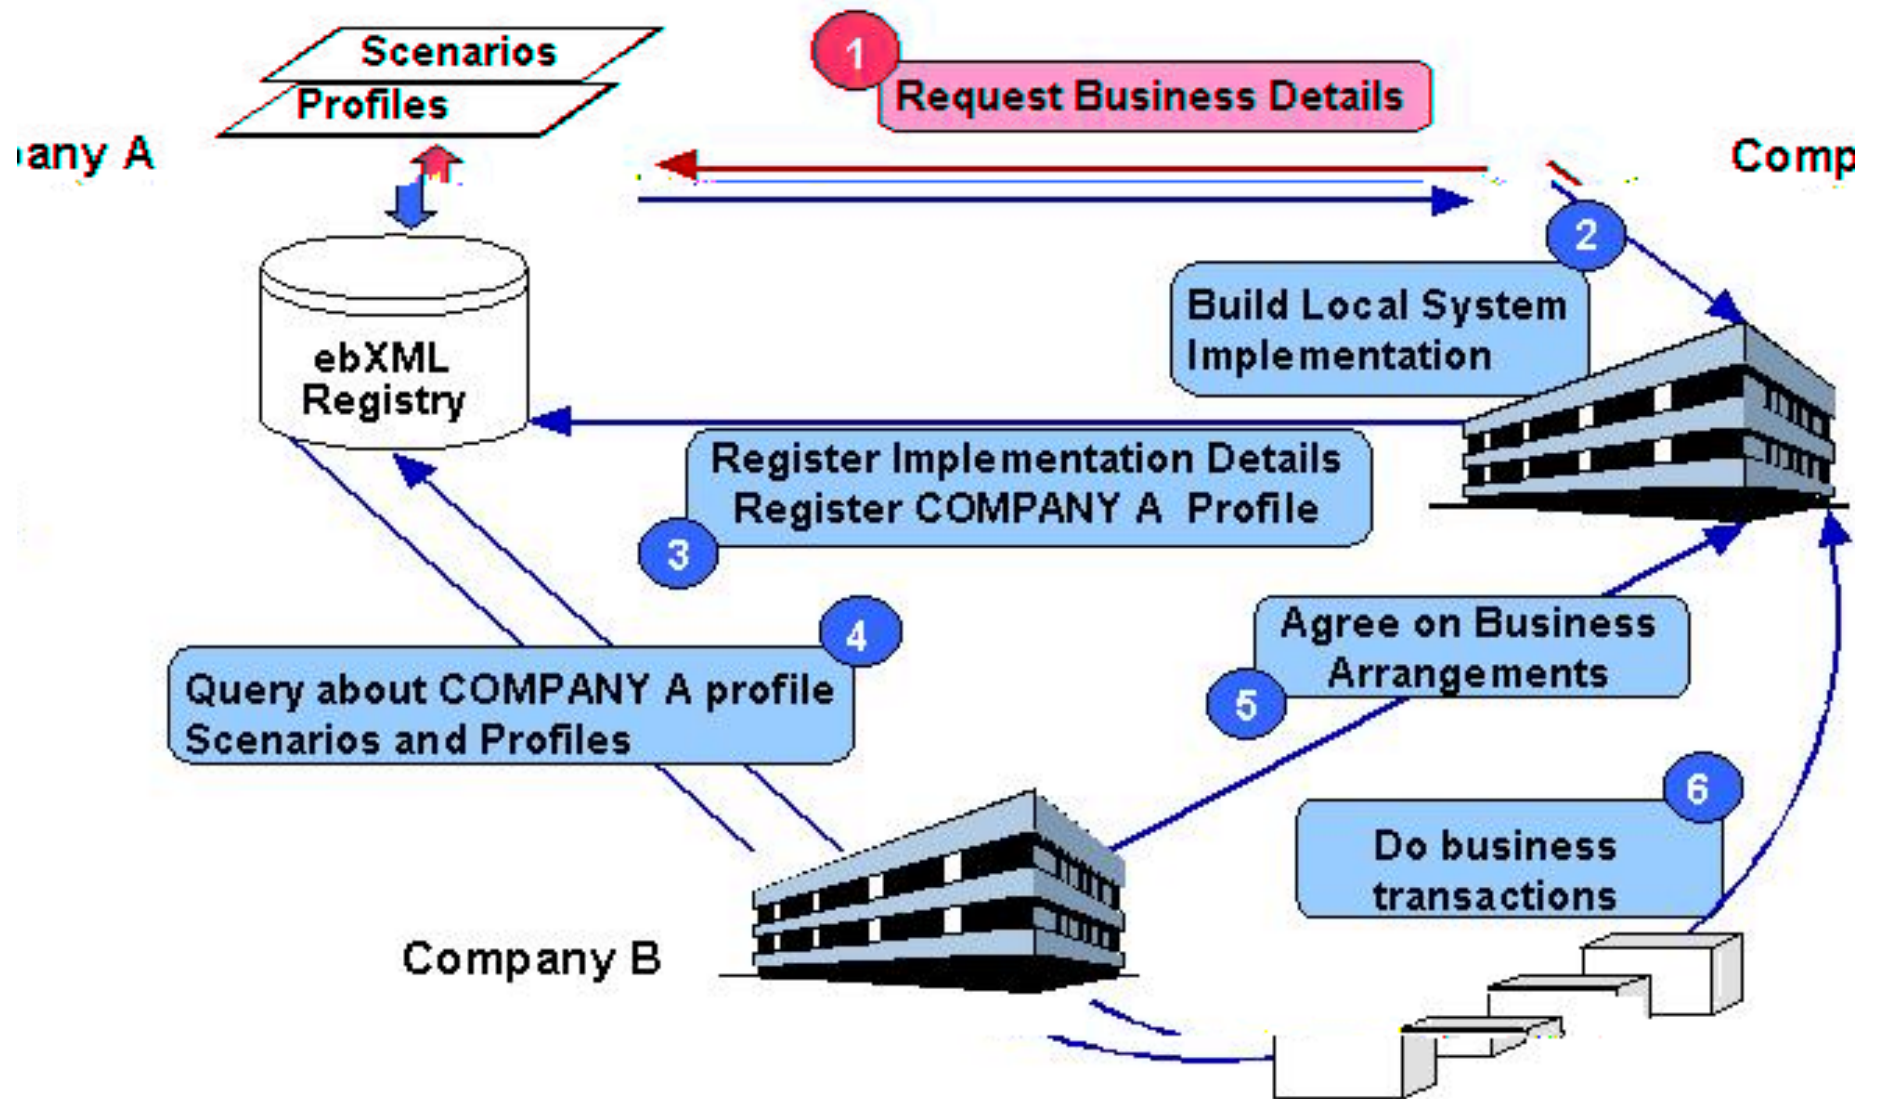 Scenarios
Profiles
1
Request Business Details
any A
Comp
2
Build Local System
Implementation
ebXML
Registry
Register Implementation Details
Register COMPANY A Profile
3
4
Query about COMPANY A profile
Scenarios and Profiles
Agree on Business
Arrangements
5
6
Do business
transactions
Company B